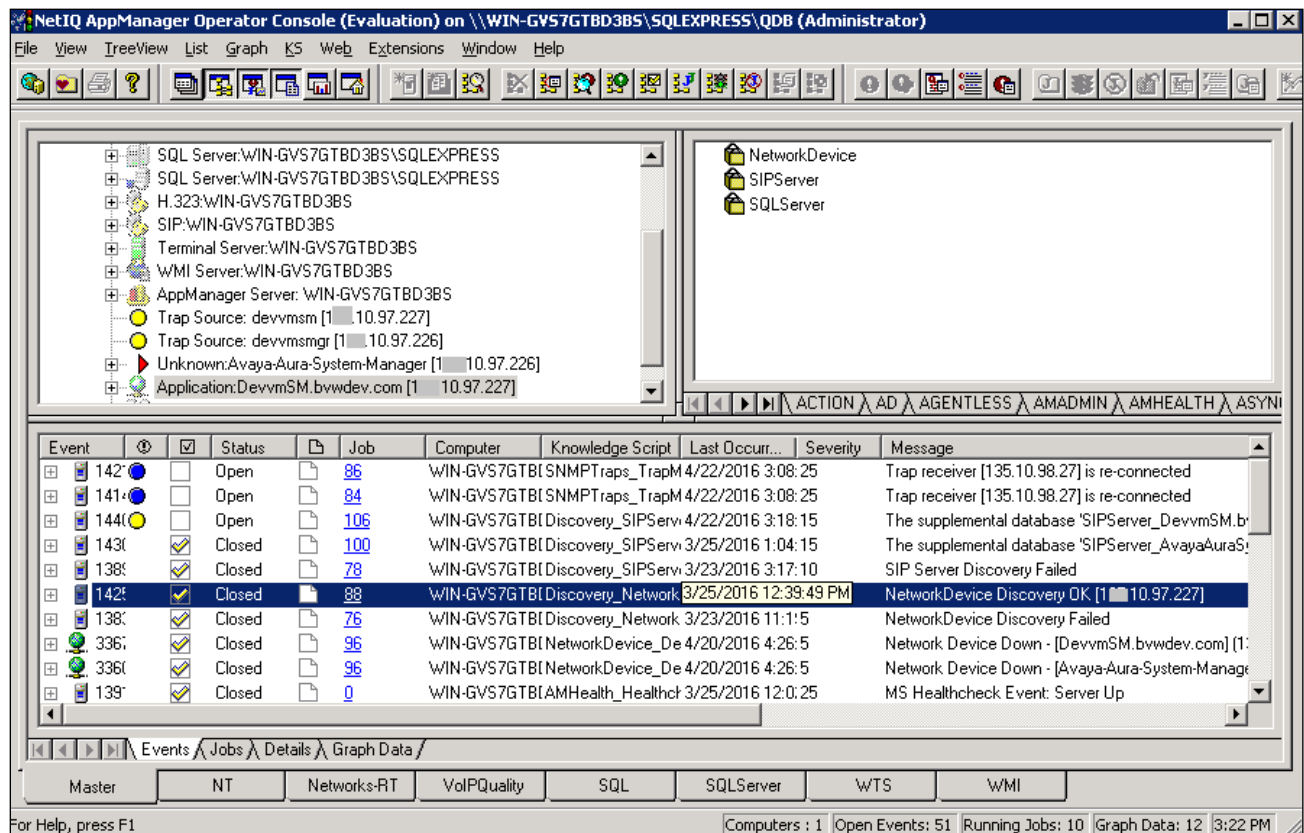 NetIQ AppManager Operator Console (Evaluation) on \\WIN-GVS7GTBD3BS\SQLEXPRESS\QDB (Administrator)
File View TreeView List Graph KS Web Extensions Window Help
SQL Server:WIN-GVS7GTBD3BS\SQLEXPRESS
SQL Server:WIN-GVS7GTBD3BS\SQLEXPRESS
H.323:WIN-GVS7GTBD3BS
SIP:WIN-GVS7GTBD3BS
Terminal Server:WIN-GVS7GTBD3BS
WMI Server:WIN-GVS7GTBD3BS
AppManager Server: WIN-GVS7GTBD3BS
Trap Source: devvmsm [1 .10.97.227]
Trap Source: devvmsmgr [1 .10.97.226]
Unknown:Avaya-Aura-System-Manager [1 10.97.226]
Application:DevvmSM.bvwdev.com [1 10.97.227]
NetworkDevice
SIPServer
SQLServer
ACTION AD AGENTLESS AMADMIN AMHEALTH ASYN
Event Status Job Computer Knowledge Script Last Occurr... Severity Message
142 Open 86 WIN-GVS7GTB SNMPTraps_TrapM 4/22/2016 3:08: 25 Trap receiver [135.10.98.27] is re-connected
141 Open 84 WIN-GVS7GTB SNMPTraps_TrapM 4/22/2016 3:08: 25 Trap receiver [135.10.98.27] is re-connected
144 Open 106 WIN-GVS7GTB Discovery_SIPServ 4/22/2016 3:18: 15 The supplemental database 'SIPServer_DevvmSM.b
143 Closed 100 WIN-GVS7GTB Discovery_SIPServ 3/25/2016 1:04: 15 The supplemental database 'SIPServer_AvayaAuraS
138 Closed 78 WIN-GVS7GTB Discovery_SIPServ 3/23/2016 3:17: 10 SIP Server Discovery Failed
142 Closed 88 WIN-GVS7GTB Discovery_Network 3/25/2016 12:39:49 PM NetworkDevice Discovery OK [1 10.97.227]
138 Closed 76 WIN-GVS7GTB Discovery_Network 3/23/2016 11:1 5 NetworkDevice Discovery Failed
336 Closed 96 WIN-GVS7GTB NetworkDevice_De 4/20/2016 4:26: 5 Network Device Down - [DevvmSM.bvwdev.com] (1
336 Closed 96 WIN-GVS7GTB NetworkDevice_De 4/20/2016 4:26: 5 Network Device Down - [Avaya-Aura-System-Manage
139 Closed 0 WIN-GVS7GTB AMHealth_Healthc 3/25/2016 12:0 25 MS Healthcheck Event: Server Up
Events Jobs Details Graph Data
Master NT Networks-RT VoIPQuality SQL SQLServer WTS WMI
For Help, press F1 Computers : 1 Open Events: 51 Running Jobs: 10 Graph Data: 12 3:22 PM